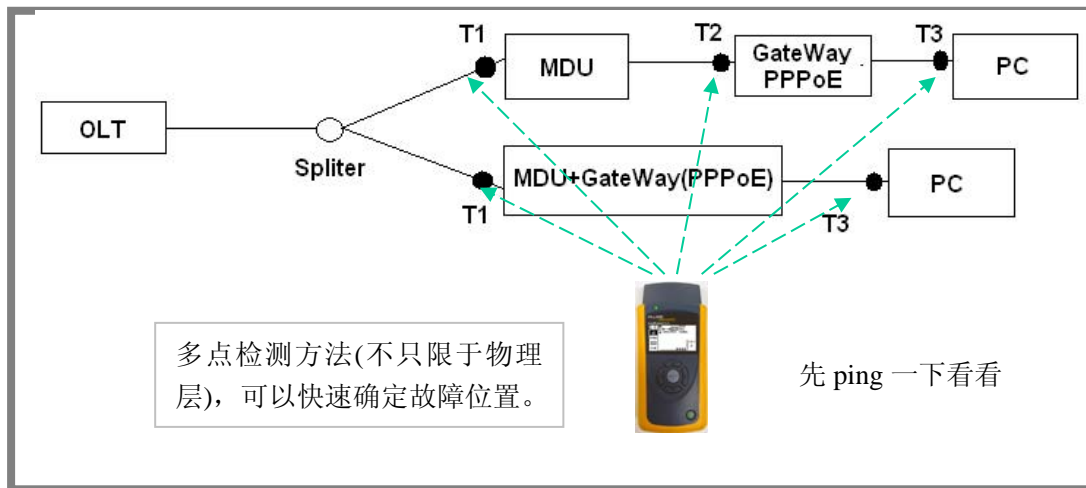 T1
T2
T3
MDU
GateWay
PPPoE
PC
OLT
Spliter
MDU+GateWay(PPPoE)
PC
T1
T3
多点检测方法(不只限于物理
层)，可以快速确定故障位置。
先 ping 一下看看